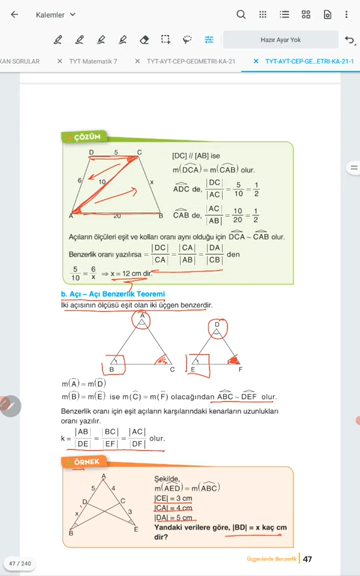 Kalemler
Hazır Ayar Yok
KAN SORULAR
TYT Matematik 7
TYT-AYT-CEP-GEOMETRI-KA-21
TYT-AYT-CEP-GE...ETRI-KA-21-1
ÇÖZÜM
D 5 C
6 10 x
A 20 B
[DC] // [AB] ise
m(DCA) = m(CAB) olur.
ADC de, |DC| / |AC| = 5/10 = 1/2
CAB de, |AC| / |AB| = 10/20 = 1/2
Açıların ölçüleri eşit ve kolları oranı aynı olduğu için DCA ~ CAB olur.
Benzerlik oranı yazılırsa = |DC| / |CA| = |CA| / |AB| = |DA| / |CB| den
5/10 = 6/x ⇒ x = 12 cm dir.
b. Açı – Açı Benzerlik Teoremi
İki açısının ölçüsü eşit olan iki üçgen benzerdir.
A
D
B C E F
m(A) = m(D)
m(B) = m(E) ise m(C) = m(F) olacağından ABC ~ DEF olur.
Benzerlik oranı için eşit açıların karşılarındaki kenarların uzunlukları
oranı yazılır.
k = |AB| / |DE| = |BC| / |EF| = |AC| / |DF| olur.
ÖRNEK
A
5 4
D C
x 3
B E
Şekilde,
m(AED) = m(ABC)
|CE| = 3 cm
|CA| = 4 cm
|DA| = 5 cm
Yandaki verilere göre, |BD| = x kaç cm
dir?
Üçgenlerde Benzerlik 47
47 / 240